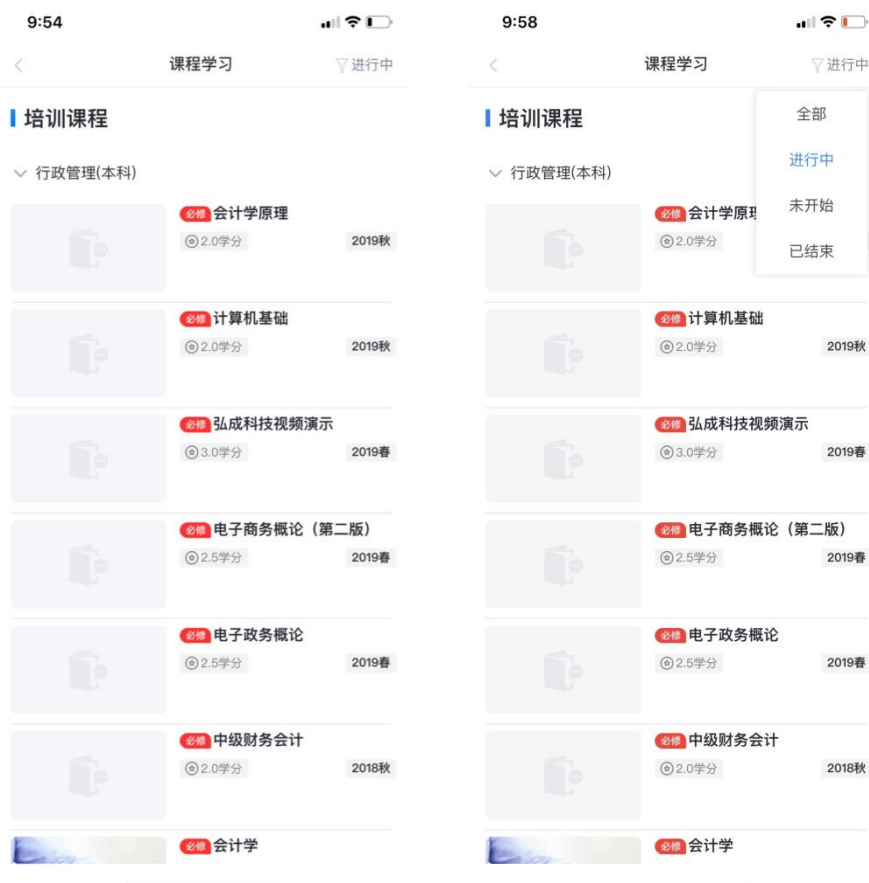 9:54
课程学习
进行中
培训课程
行政管理(本科)
必修 会计学原理
2.0学分 2019秋
必修 计算机基础
2.0学分 2019秋
必修 弘成科技视频演示
3.0学分 2019春
必修 电子商务概论（第二版）
2.5学分 2019春
必修 电子政务概论
2.5学分 2019春
必修 中级财务会计
2.0学分 2018秋
必修 会计学
9:58
课程学习
进行中
全部
进行中
未开始
已结束
培训课程
行政管理(本科)
必修 会计学原
2.0学分
必修 计算机基础
2.0学分 2019秋
必修 弘成科技视频演示
3.0学分 2019春
必修 电子商务概论（第二版）
2.5学分 2019春
必修 电子政务概论
2.5学分 2019春
必修 中级财务会计
2.0学分 2018秋
必修 会计学